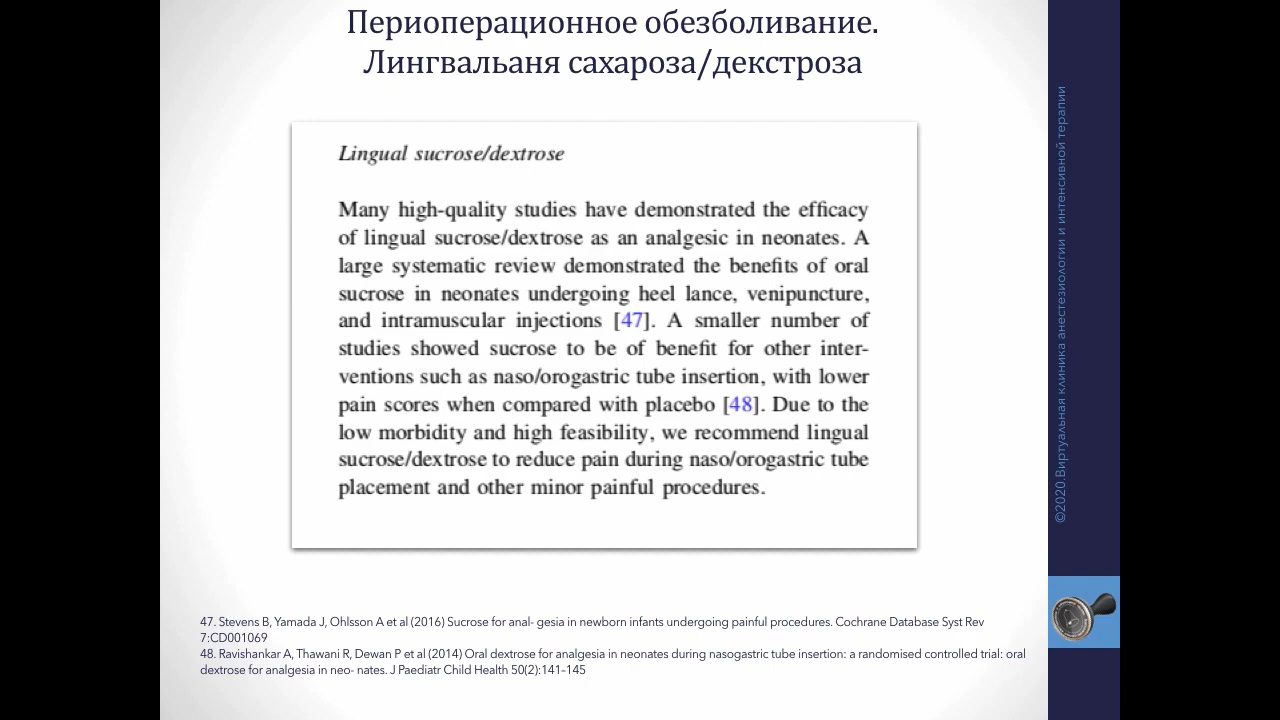 Периоперационное обезболивание.
Лингвальаня сахароза/декстроза
Lingual sucrose/dextrose
Many high-quality studies have demonstrated the efficacy
of lingual sucrose/dextrose as an analgesic in neonates. A
large systematic review demonstrated the benefits of oral
sucrose in neonates undergoing heel lance, venipuncture,
and intramuscular injections [47]. A smaller number of
studies showed sucrose to be of benefit for other inter-
ventions such as naso/orogastric tube insertion, with lower
pain scores when compared with placebo [48]. Due to the
low morbidity and high feasibility, we recommend lingual
sucrose/dextrose to reduce pain during naso/orogastric tube
placement and other minor painful procedures.
47. Stevens B, Yamada J, Ohlsson A et al (2016) Sucrose for anal- gesia in newborn infants undergoing painful procedures. Cochrane Database Syst Rev
7:CD001069
48. Ravishankar A, Thawani R, Dewan P et al (2014) Oral dextrose for analgesia in neonates during nasogastric tube insertion: a randomised controlled trial: oral
dextrose for analgesia in neo- nates. J Paediatr Child Health 50(2):141–145
©2020.Виртуальная клиника анестезиологии и интенсивной терапии